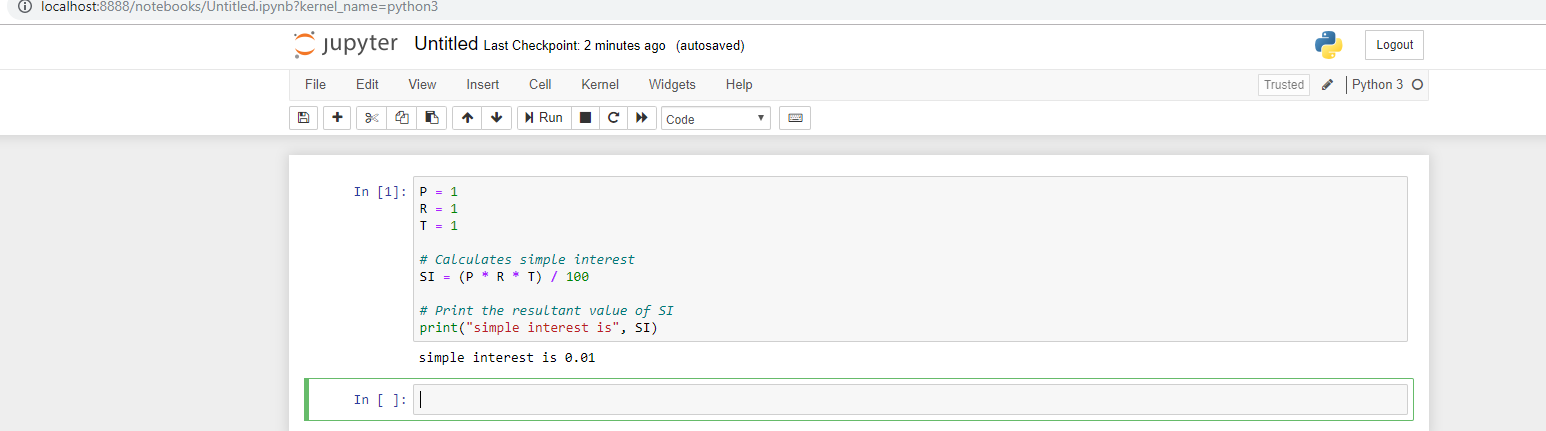 localhost:8888/notebooks/Untitled.ipynb?kernel_name=python3
jupyter Untitled Last Checkpoint: 2 minutes ago (autosaved) Logout
File Edit View Insert Cell Kernel Widgets Help Trusted Python 3
Run Code
In [1]: P = 1
R = 1
T = 1
# Calculates simple interest
SI = (P * R * T) / 100
# Print the resultant value of SI
print("simple interest is", SI)
simple interest is 0.01
In [ ]: